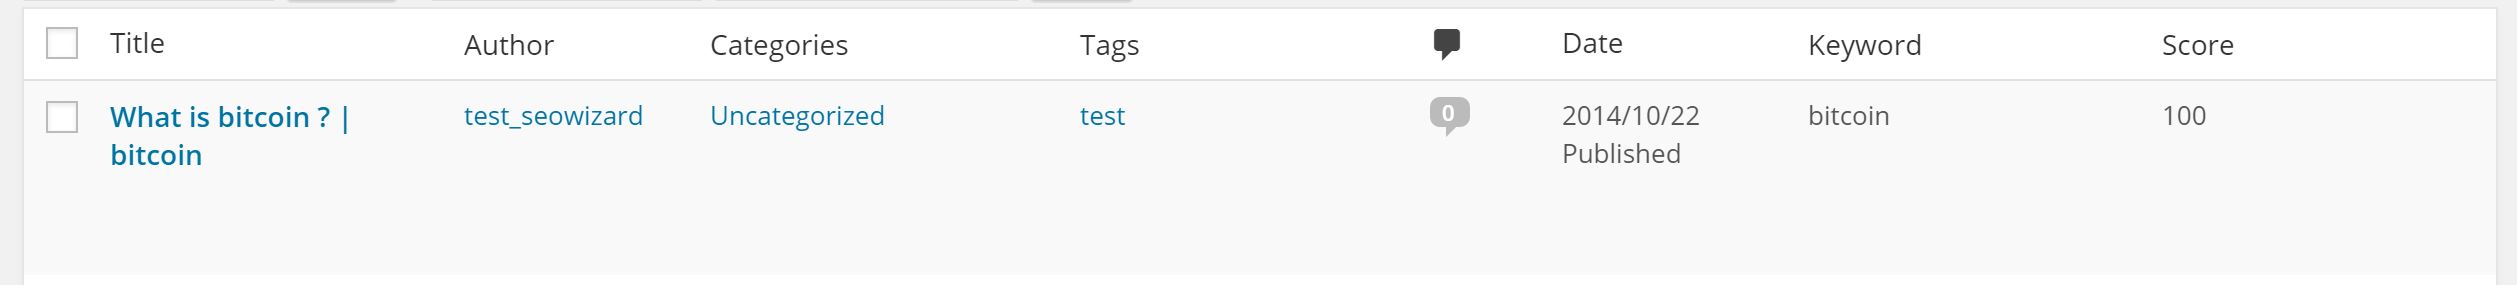 Title Author Categories Tags Date Keyword Score
What is bitcoin ? | test_seowizard Uncategorized test 0 2014/10/22 bitcoin 100
bitcoin Published